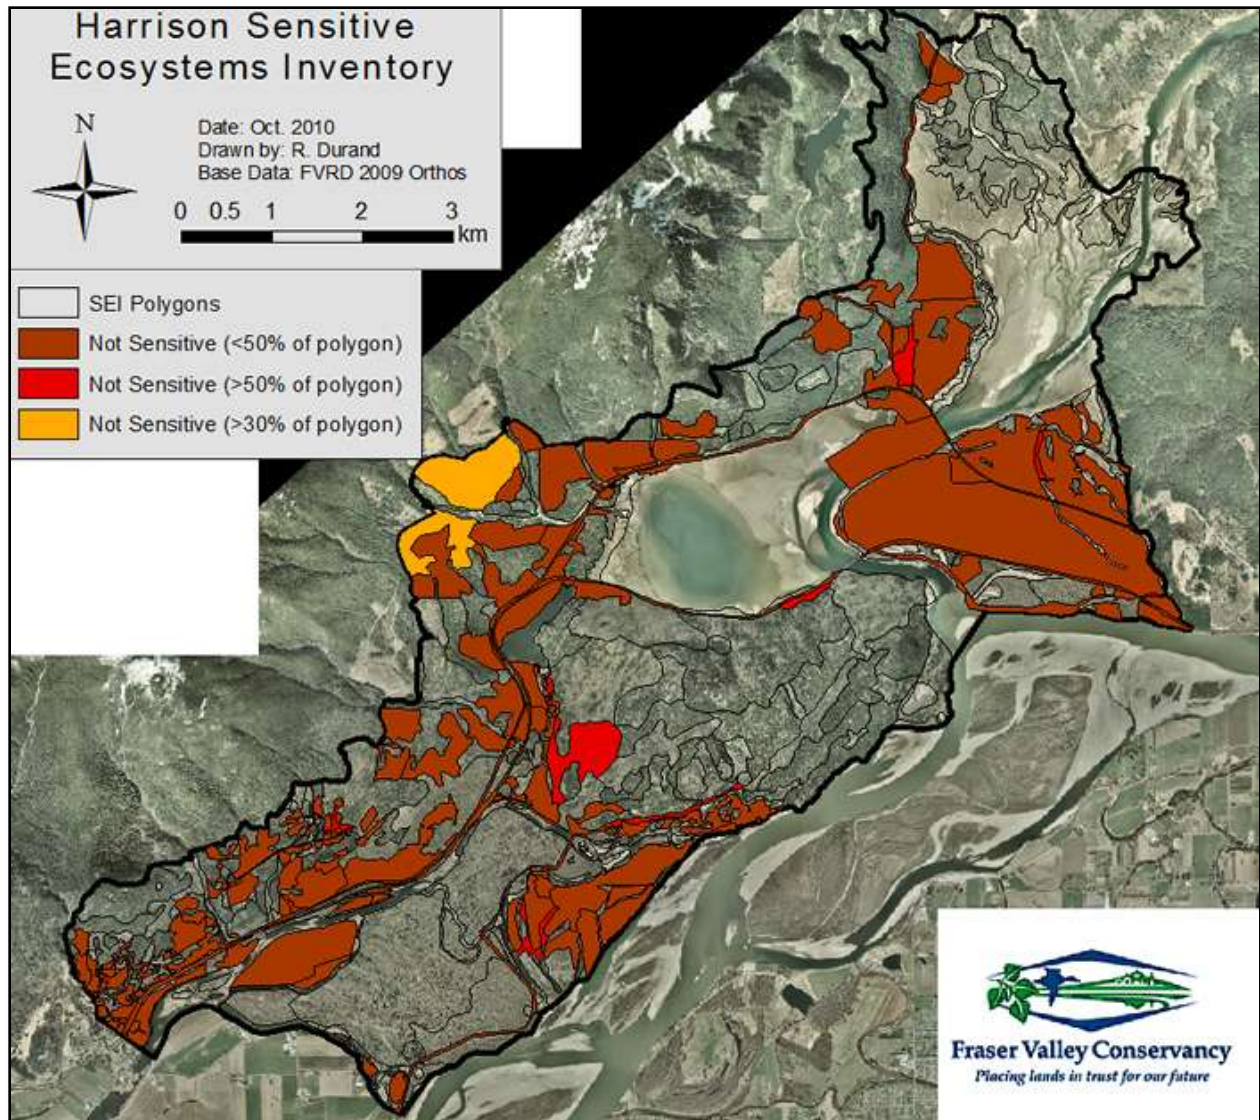 Harrison Sensitive
Ecosystems Inventory
N
Date: Oct. 2010
Drawn by: R. Durand
Base Data: FVRD 2009 Orthos
0 0.5 1 2 3
km
SEI Polygons
Not Sensitive (<50% of polygon)
Not Sensitive (>50% of polygon)
Not Sensitive (>30% of polygon)
Fraser Valley Conservancy
Placing lands in trust for our future